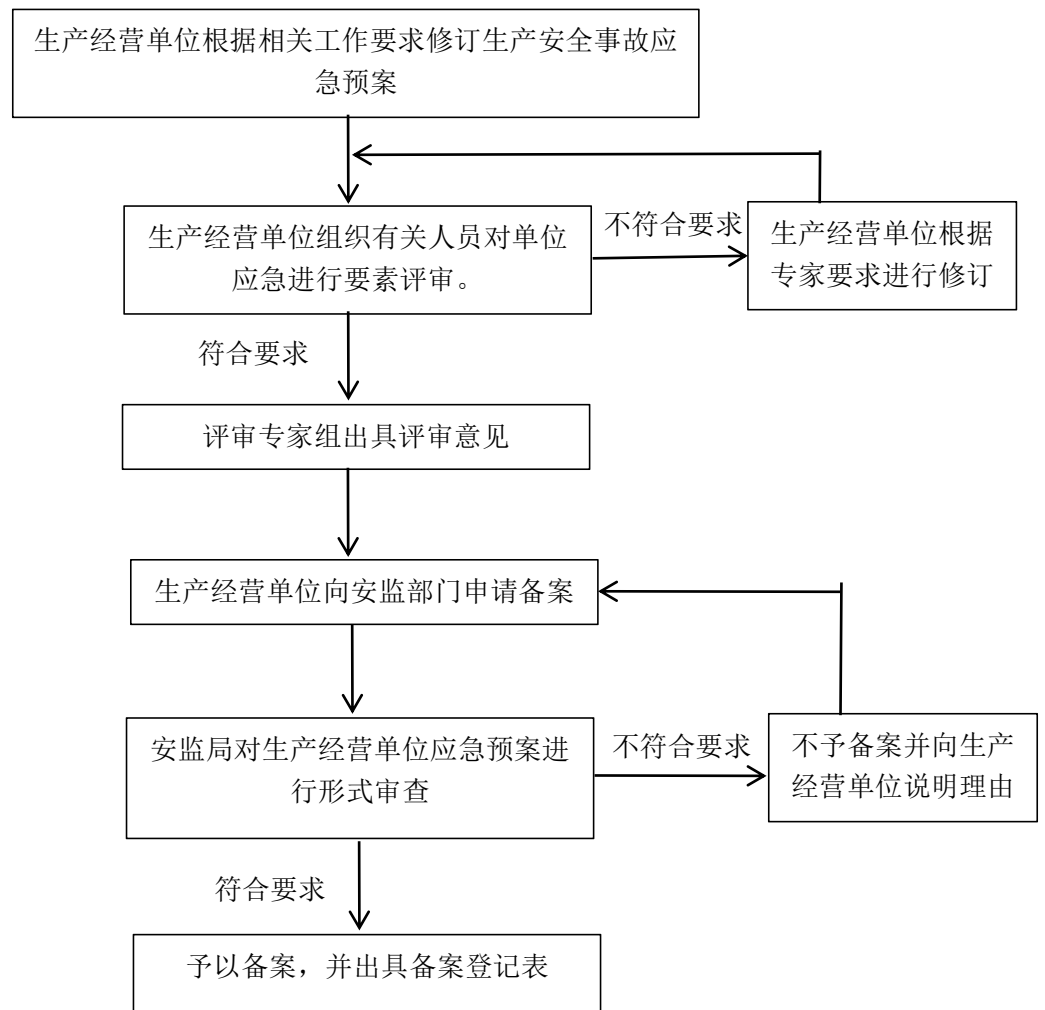 生产经营单位根据相关工作要求修订生产安全事故应
急预案
生产经营单位组织有关人员对单位
应急进行要素评审。
不符合要求
生产经营单位根据
专家要求进行修订
符合要求
评审专家组出具评审意见
生产经营单位向安监部门申请备案
安监局对生产经营单位应急预案进
行形式审查
不符合要求
不予备案并向生产
经营单位说明理由
符合要求
予以备案，并出具备案登记表